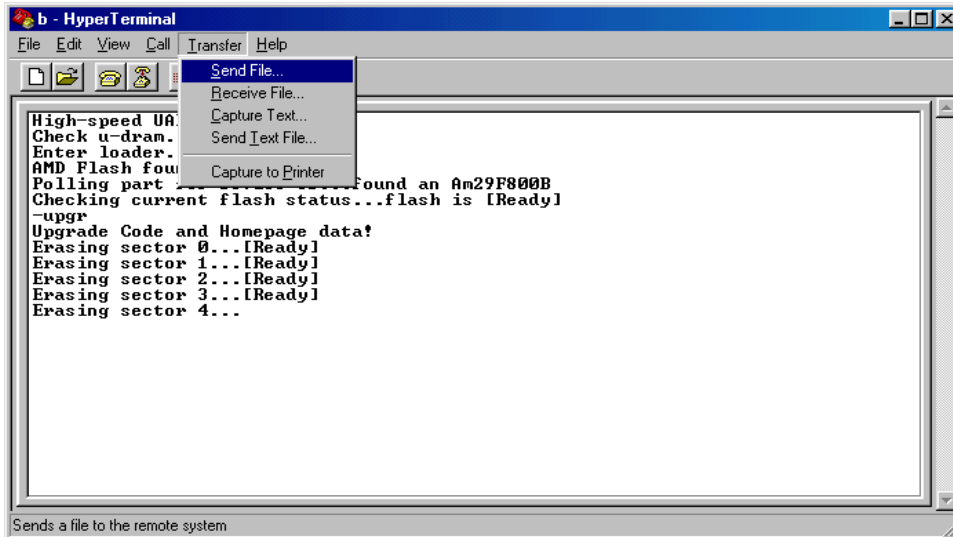 b - HyperTerminal
File Edit View Call Transfer Help
Send File...
Receive File...
Capture Text...
Send Text File...
Capture to Printer
High-speed
Check u-dram.
Enter loader.
AMD Flash
Polling part found an Am29F800B
Checking current flash status...flash is [Ready]
-upgr
Upgrade Code and Homepage data!
Erasing sector 0...[Ready]
Erasing sector 1...[Ready]
Erasing sector 2...[Ready]
Erasing sector 3...[Ready]
Erasing sector 4...
Sends a file to the remote system